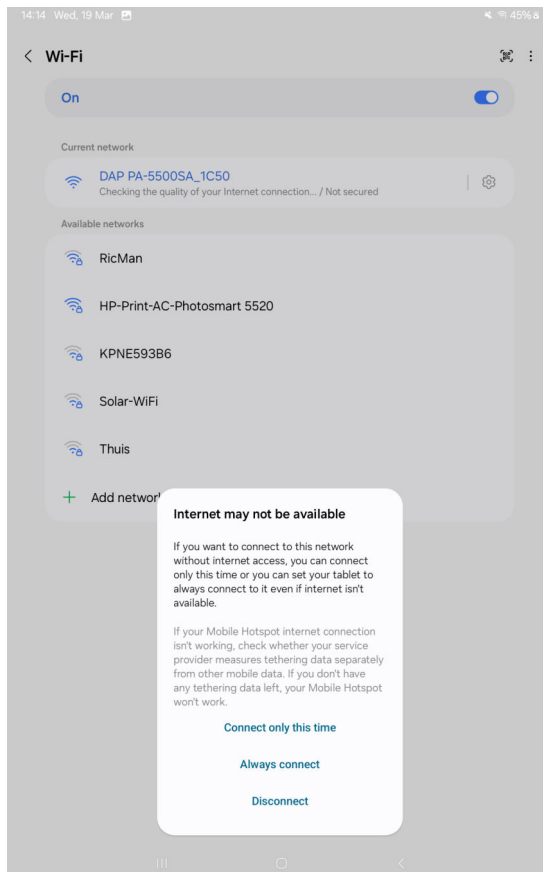 14:14 Wed, 19 Mar 45%
Wi-Fi
On
Current network
DAP PA-5500SA_1C50
Checking the quality of your Internet connection... / Not secured
Available networks
RicMan
HP-Print-AC-Photosmart 5520
KPNE593B6
Solar-WiFi
Thuis
Add networ
Internet may not be available
If you want to connect to this network
without internet access, you can connect
only this time or you can set your tablet to
always connect to it even if internet isn't
available.
If your Mobile Hotspot internet connection
isn't working, check whether your service
provider measures tethering data separately
from other mobile data. If you don't have
any tethering data left, your Mobile Hotspot
won't work.
Connect only this time
Always connect
Disconnect